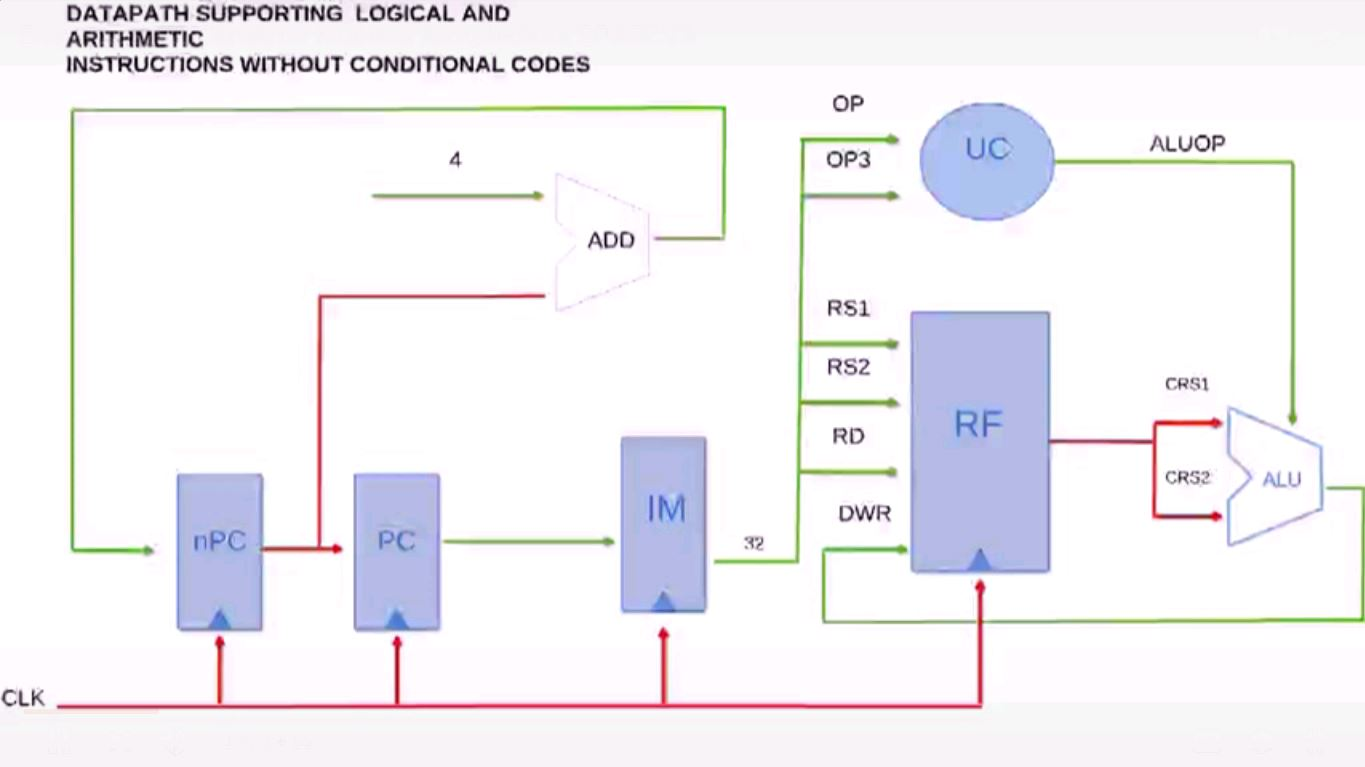 DATAPATH SUPPORTING LOGICAL AND
ARITHMETIC
INSTRUCTIONS WITHOUT CONDITIONAL CODES
OP
UC
ALUOP
4
OP3
ADD
RS1
RS2
CRS1
RF
RD
CRS2
ALU
IM
DWR
nPC
PC
32
CLK